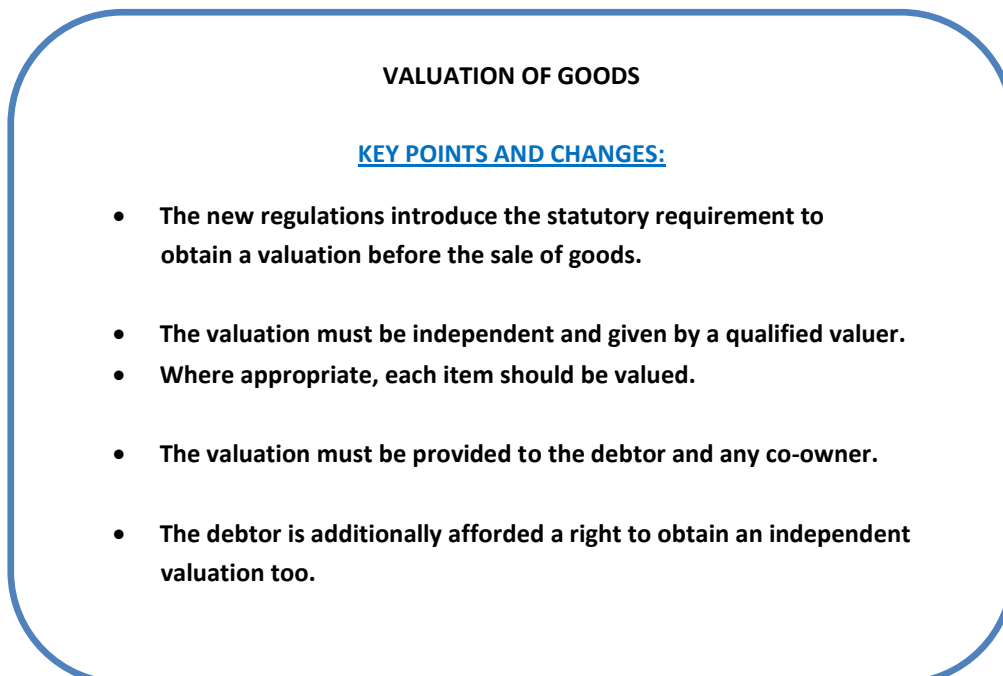 VALUATION OF GOODS
KEY POINTS AND CHANGES:
• The new regulations introduce the statutory requirement to
obtain a valuation before the sale of goods.
• The valuation must be independent and given by a qualified valuer.
• Where appropriate, each item should be valued.
• The valuation must be provided to the debtor and any co-owner.
• The debtor is additionally afforded a right to obtain an independent
valuation too.